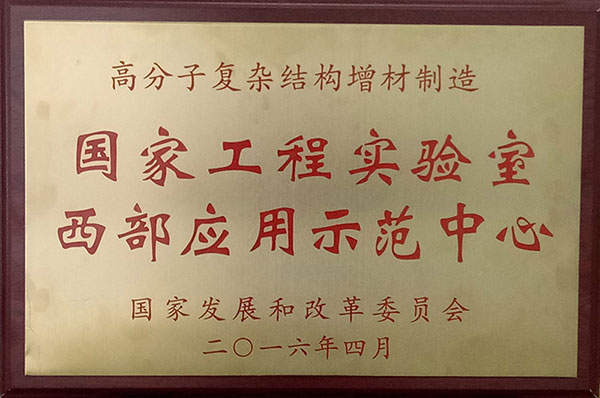 高分子复杂结构增材制造
国家工程实验室
西部应用示范中心
国家发展和改革委员会
二〇一六年四月